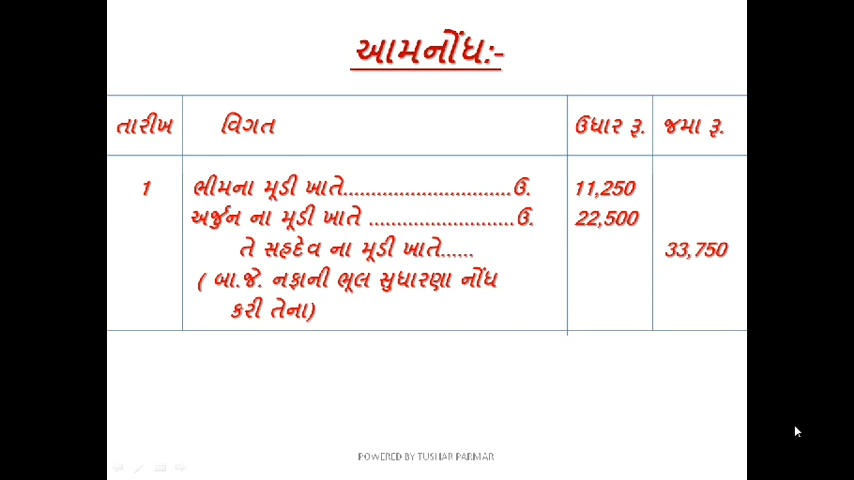 આમનોંધ:-
તારીખ વિગત ઉધાર રૂ. જમા રૂ.
1 ભીમના મૂડી ખાતે..............................ઉ. 11,250
અર્જુન ના મૂડી ખાતે ..........................ઉ. 22,500
તે સહદેવ ના મૂડી ખાતે...... 33,750
( બા.જે. નફાની ભૂલ સુધારણા નોંધ
કરી તેના)
POWERED BY TUSHAR PARMAR